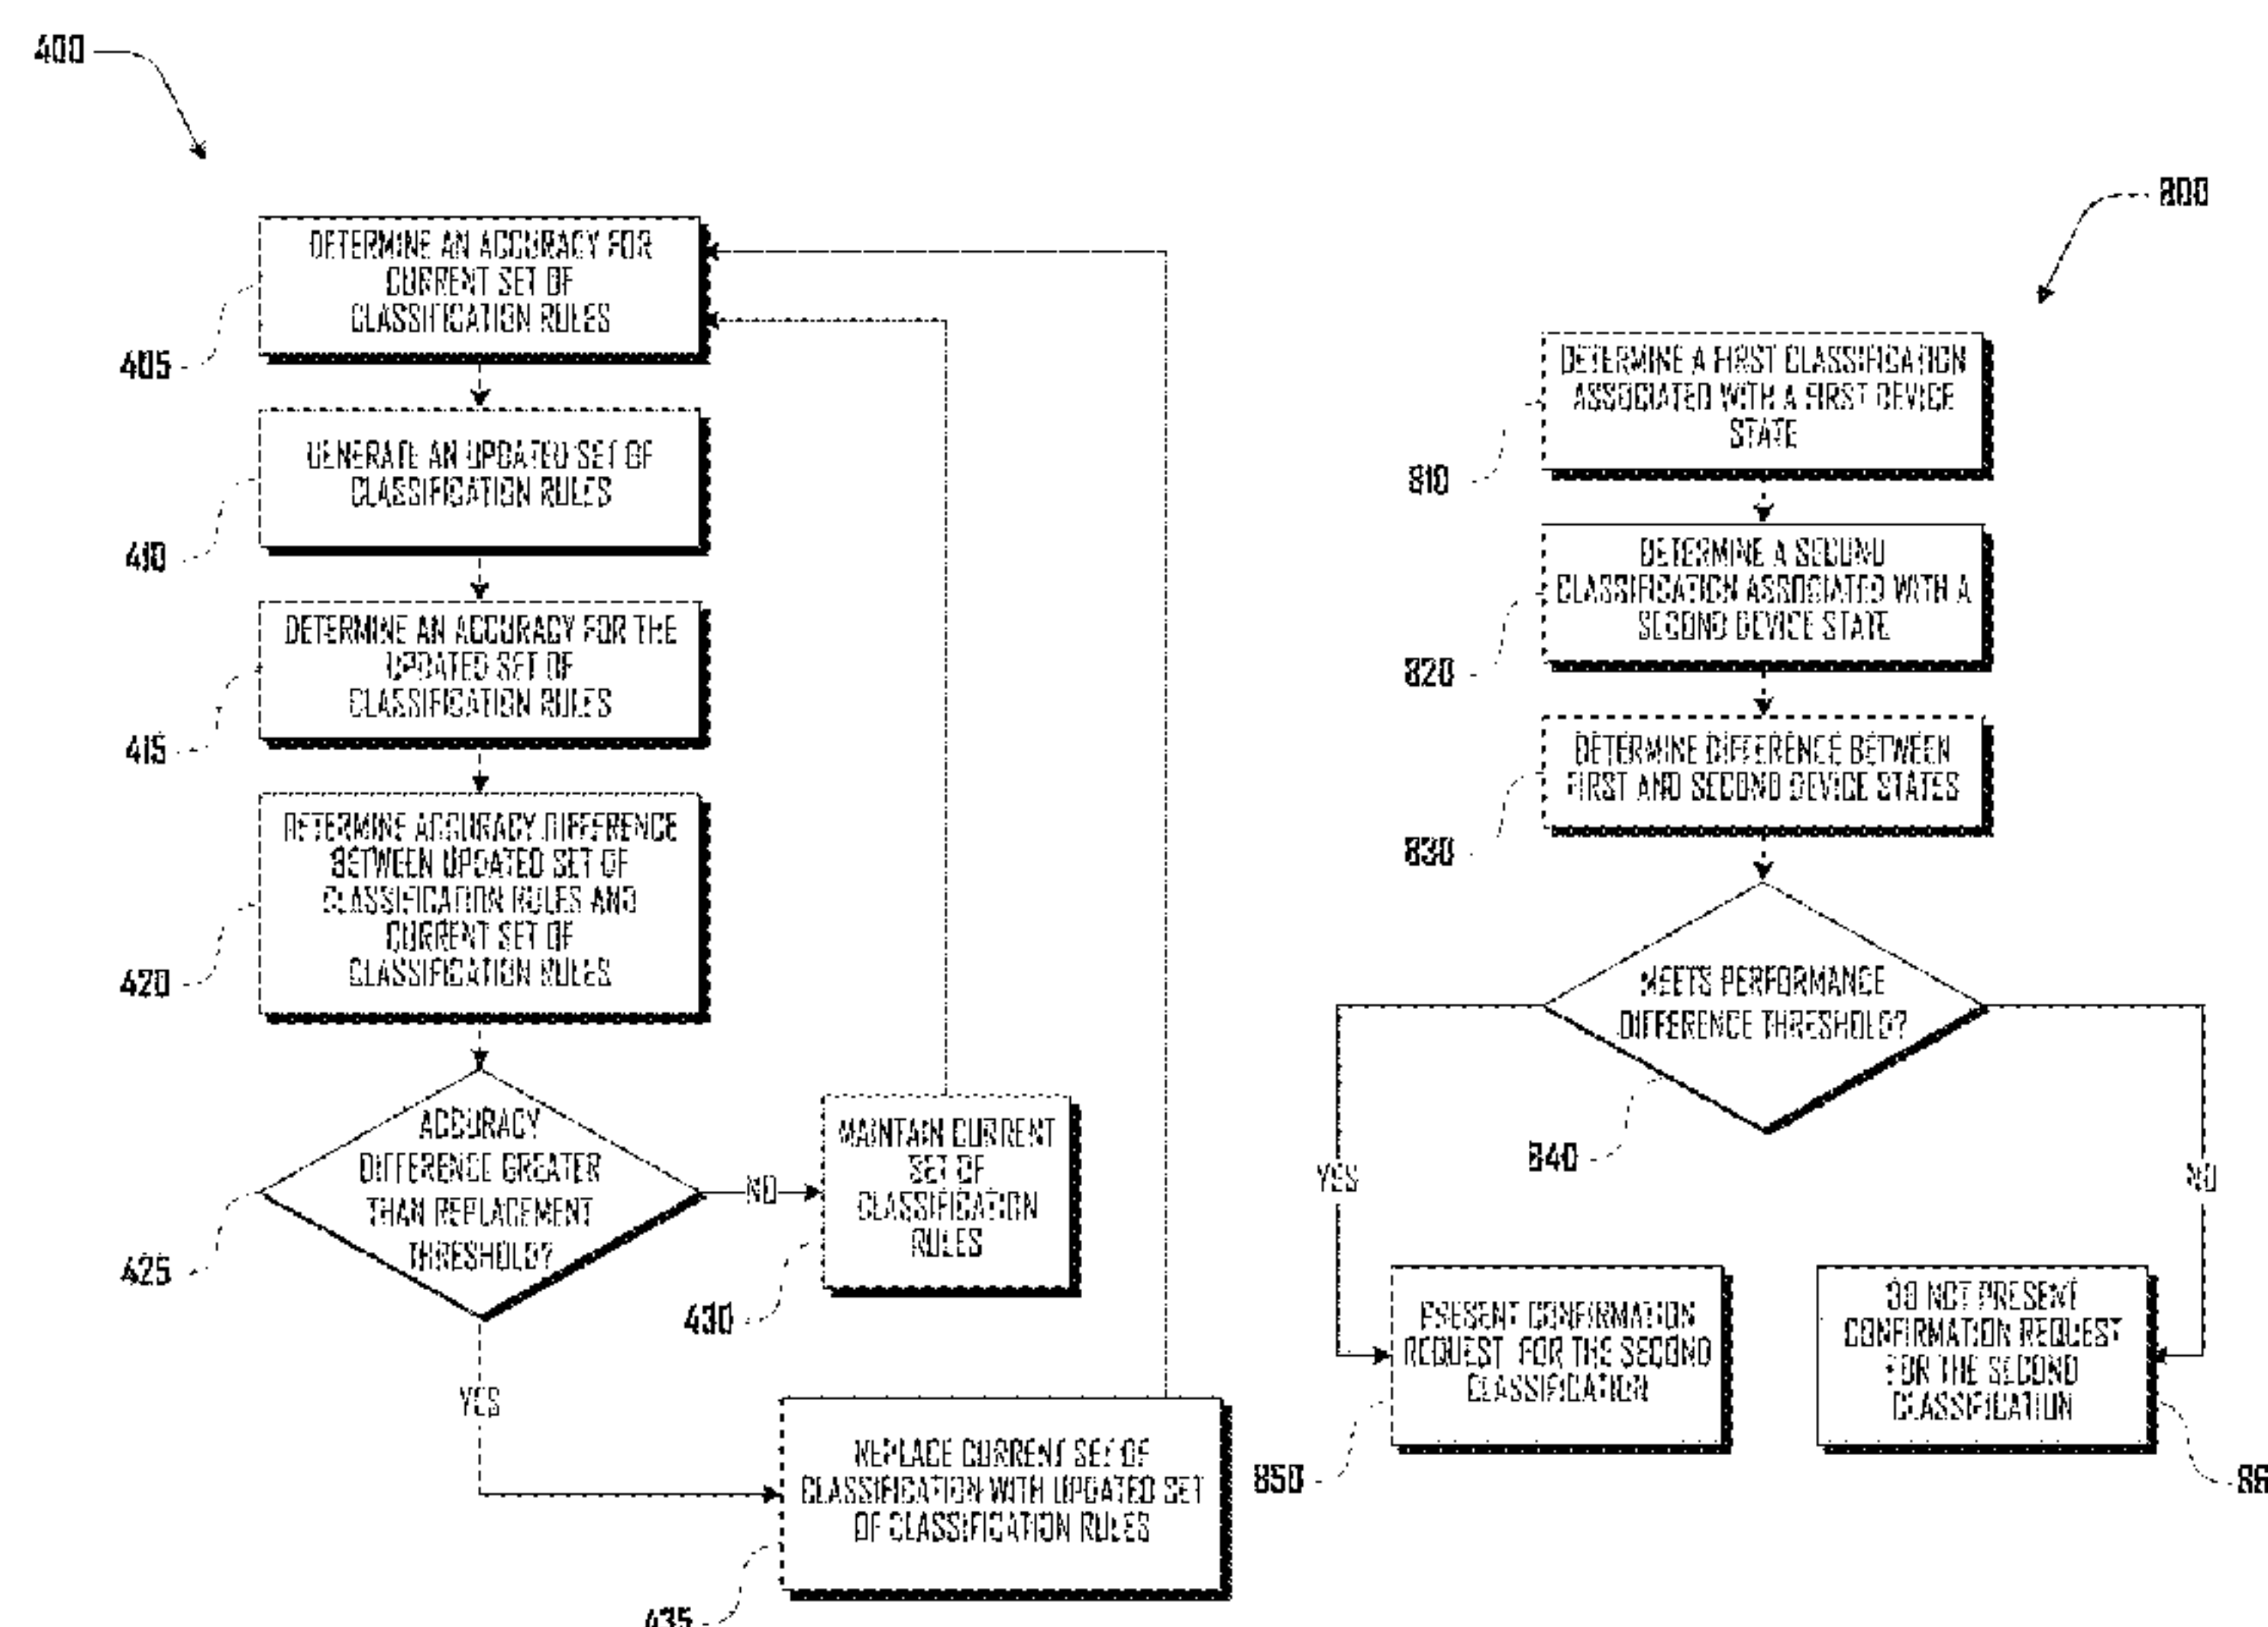 400
DETERMINE AN ACCURACY FOR
CURRENT SET OF
CLASSIFICATION RULES
405
GENERATE AN UPDATED SET OF
CLASSIFICATION RULES
410
DETERMINE AN ACCURACY FOR THE
UPDATED SET OF
CLASSIFICATION RULES
415
DETERMINE ACCURACY DIFFERENCE
BETWEEN UPDATED SET OF
CLASSIFICATION RULES AND
CURRENT SET OF
CLASSIFICATION RULES
420
ACCURACY
DIFFERENCE GREATER
THAN REPLACEMENT
THRESHOLD?
425
NO
MAINTAIN CURRENT
SET OF
CLASSIFICATION
RULES
430
YES
REPLACE CURRENT SET OF
CLASSIFICATION WITH UPDATED SET
OF CLASSIFICATION RULES
435
800
DETERMINE A FIRST CLASSIFICATION
ASSOCIATED WITH A FIRST DEVICE
STATE
810
DETERMINE A SECOND
CLASSIFICATION ASSOCIATED WITH A
SECOND DEVICE STATE
820
DETERMINE DIFFERENCE BETWEEN
FIRST AND SECOND DEVICE STATES
830
MEETS PERFORMANCE
DIFFERENCE THRESHOLD?
840
YES
NO
PRESENT CONFIRMATION
REQUEST FOR THE SECOND
CLASSIFICATION
850
DO NOT PRESENT
CONFIRMATION REQUEST
FOR THE SECOND
CLASSIFICATION